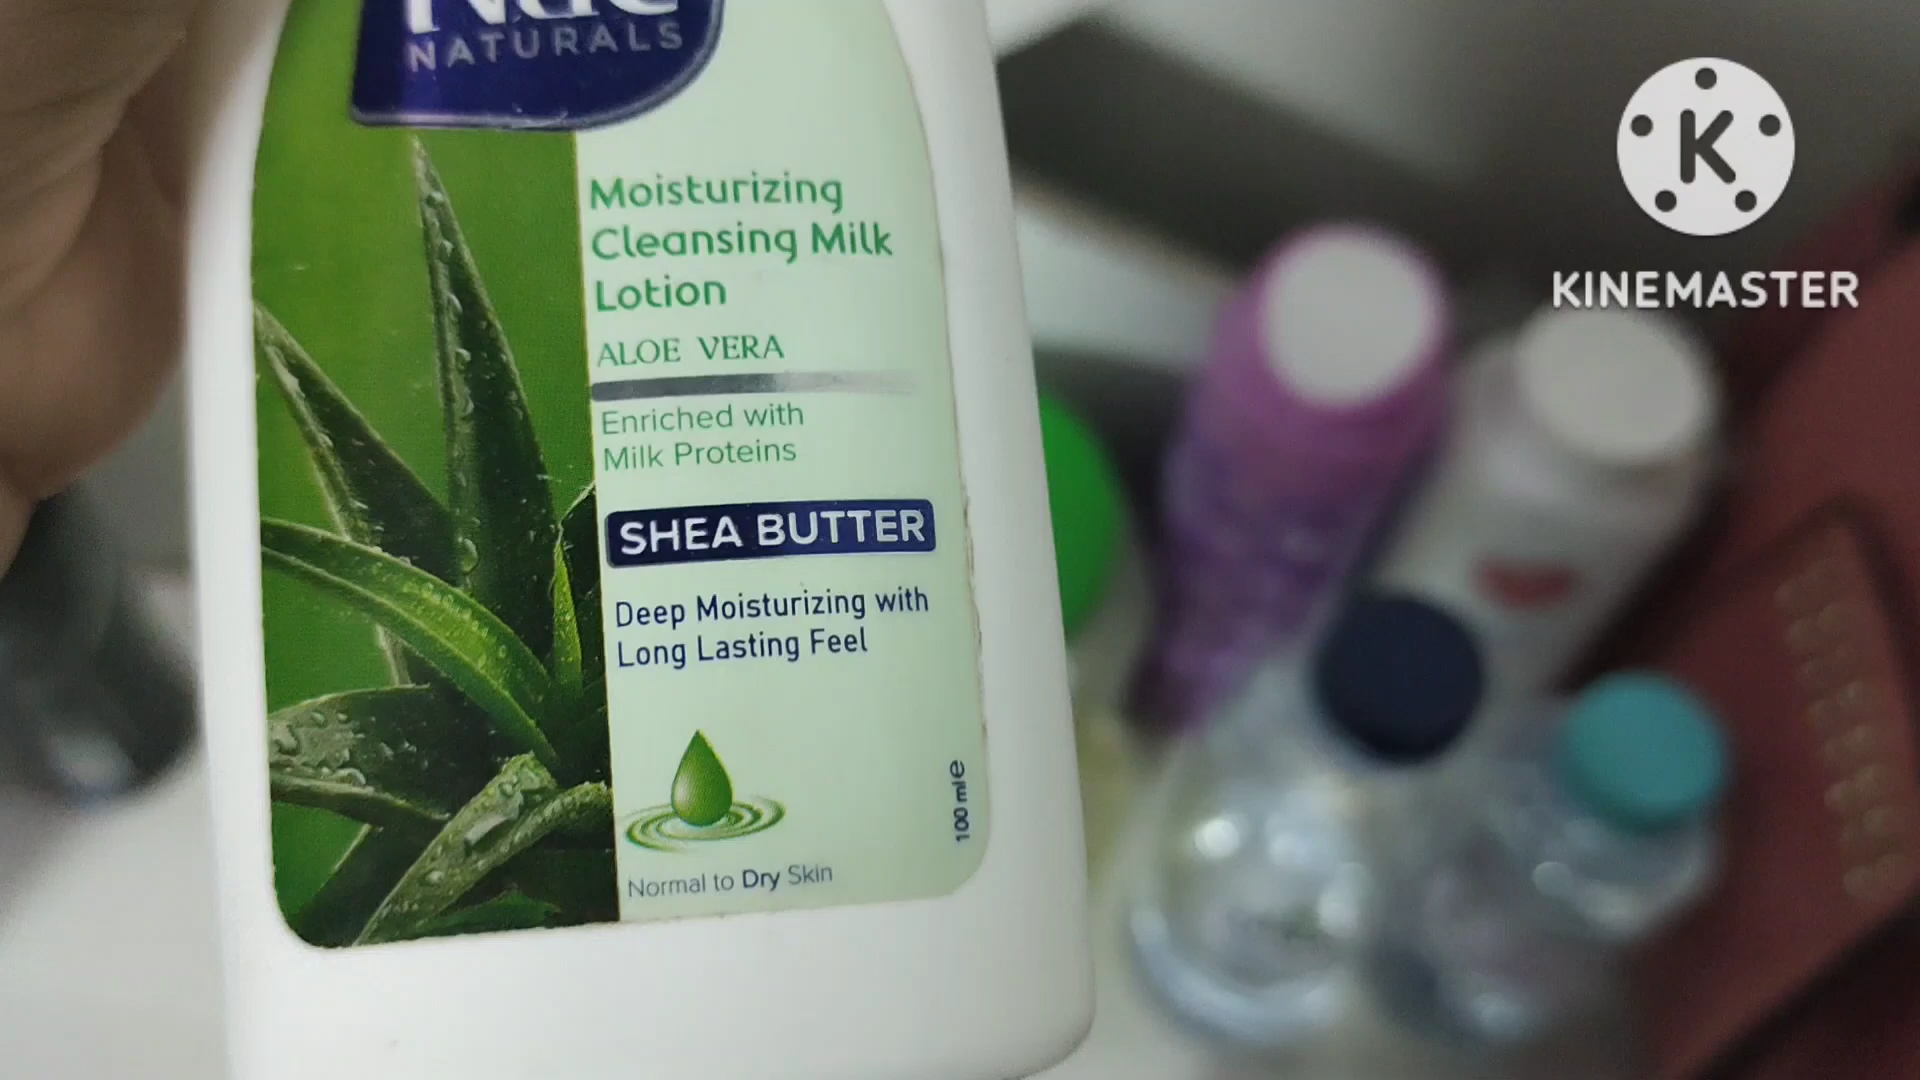 NATURALS
Moisturizing
Cleansing Milk
Lotion
ALOE VERA
Enriched with
Milk Proteins
SHEA BUTTER
Deep Moisturizing with
Long Lasting Feel
100 ml e
Normal to Dry Skin
K
KINEMASTER